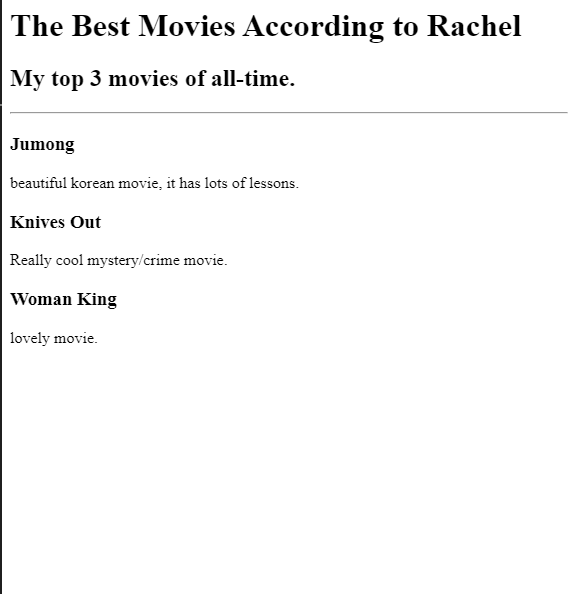 The Best Movies According to Rachel
My top 3 movies of all-time.
Jumong
beautiful korean movie, it has lots of lessons.
Knives Out
Really cool mystery/crime movie.
Woman King
lovely movie.